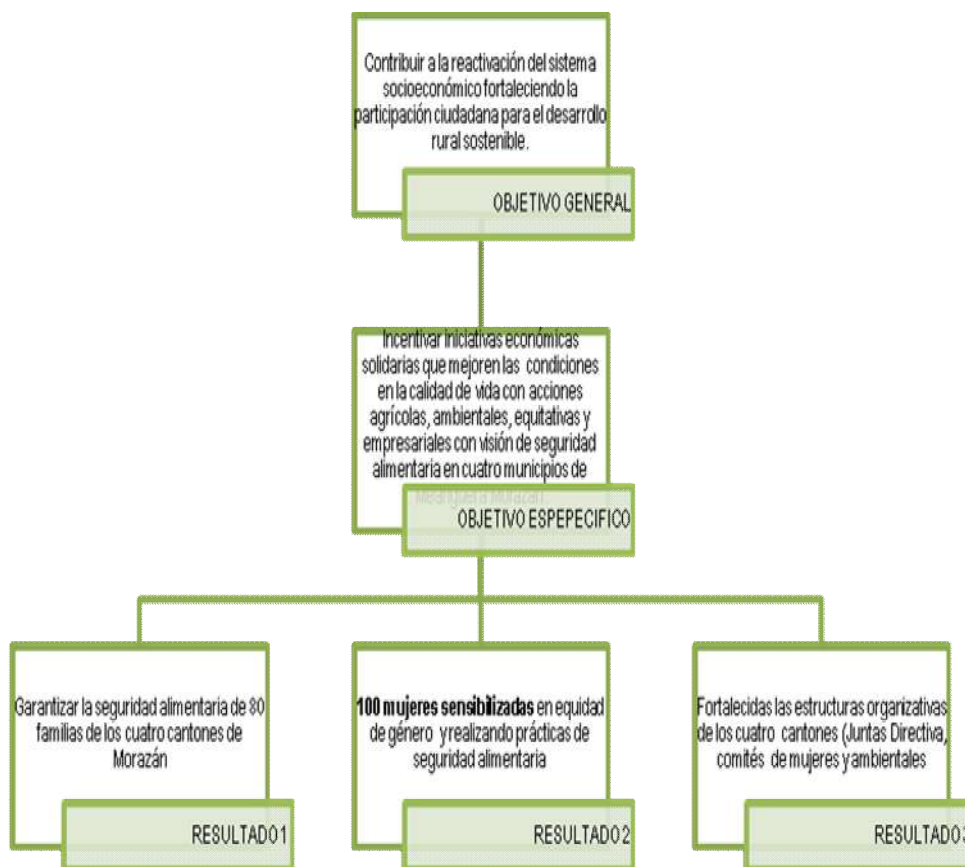 Contribuir a la reactivación del sistema
socioeconómico fortaleciendo la
participación ciudadana para el desarrollo
rural sostenible.
OBJETIVO GENERAL
Incentivar iniciativas económicas
solidarias que mejoren las condiciones
en la calidad de vida con acciones
agrícolas, ambientales, equitativas y
empresariales con visión de seguridad
alimentaria en cuatro municipios de
Meanguera Morazán.
OBJETIVO ESPEPECIFICO
Garantizar la seguridad alimentaria de 80
familias de los cuatro cantones de
Morazán
RESULTADO 1
100 mujeres sensibilizadas en equidad
de género y realizando prácticas de
seguridad alimentaria
RESULTADO 2
Fortalecidas las estructuras organizativas
de los cuatro cantones (Juntas Directiva,
comités de mujeres y ambientales
RESULTADO 3